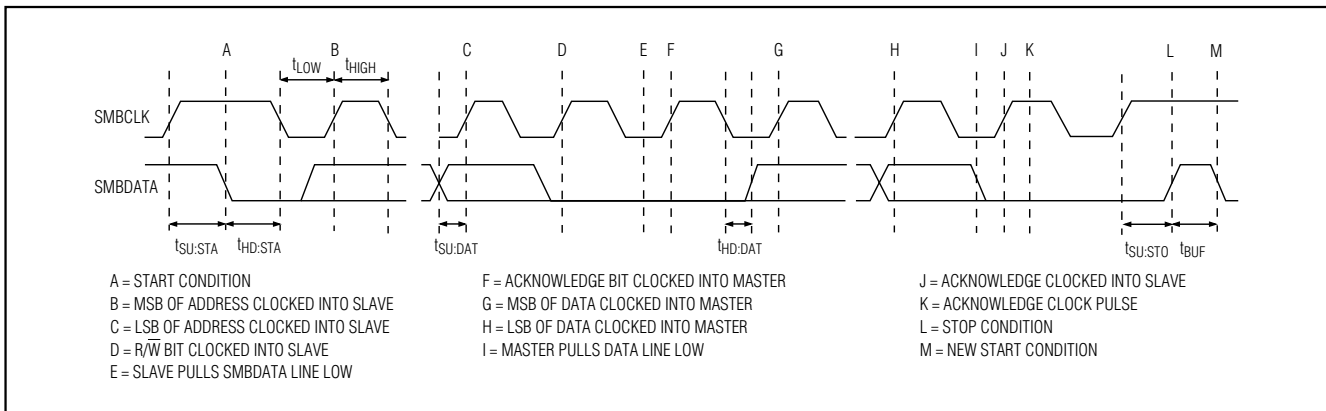 A B C D E F G H I J K L M
tLOW tHIGH
SMBCLK
SMBDATA
tSU:STA tHD:STA tSU:DAT tHD:DAT tSU:STO tBUF
A = START CONDITION
B = MSB OF ADDRESS CLOCKED INTO SLAVE
C = LSB OF ADDRESS CLOCKED INTO SLAVE
D = R/W̅ BIT CLOCKED INTO SLAVE
E = SLAVE PULLS SMBDATA LINE LOW
F = ACKNOWLEDGE BIT CLOCKED INTO MASTER
G = MSB OF DATA CLOCKED INTO MASTER
H = LSB OF DATA CLOCKED INTO MASTER
I = MASTER PULLS DATA LINE LOW
J = ACKNOWLEDGE CLOCKED INTO SLAVE
K = ACKNOWLEDGE CLOCK PULSE
L = STOP CONDITION
M = NEW START CONDITION